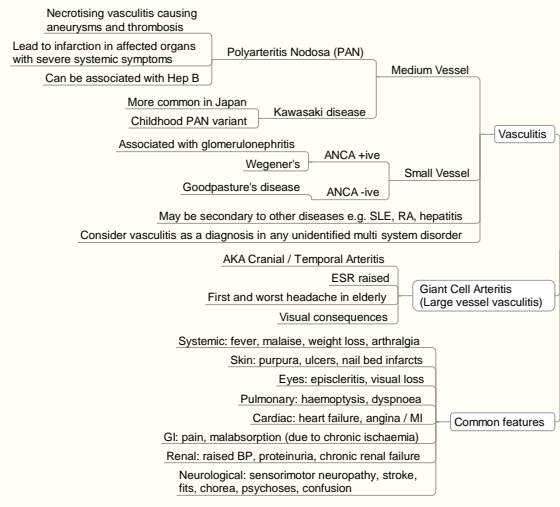 Necrotising vasculitis causing
aneurysms and thrombosis
Lead to infarction in affected organs
with severe systemic symptoms
Can be associated with Hep B
Polyarteritis Nodosa (PAN)
More common in Japan
Childhood PAN variant
Kawasaki disease
Medium Vessel
Associated with glomerulonephritis
Wegener's
ANCA +ive
Goodpasture's disease
ANCA -ive
Small Vessel
May be secondary to other diseases e.g. SLE, RA, hepatitis
Consider vasculitis as a diagnosis in any unidentified multi system disorder
Vasculitis
AKA Cranial / Temporal Arteritis
ESR raised
First and worst headache in elderly
Visual consequences
Giant Cell Arteritis
(Large vessel vasculitis)
Systemic: fever, malaise, weight loss, arthralgia
Skin: purpura, ulcers, nail bed infarcts
Eyes: episcleritis, visual loss
Pulmonary: haemoptysis, dyspnoea
Cardiac: heart failure, angina / MI
GI: pain, malabsorption (due to chronic ischaemia)
Renal: raised BP, proteinuria, chronic renal failure
Neurological: sensorimotor neuropathy, stroke,
fits, chorea, psychoses, confusion
Common features